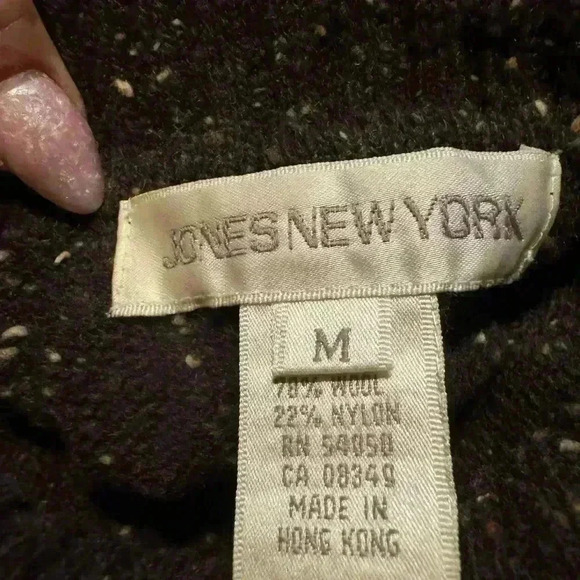 JONES NEW YORK
M
78% WOOL
22% NYLON
RN 54050
CA 08349
MADE IN
HONG KONG